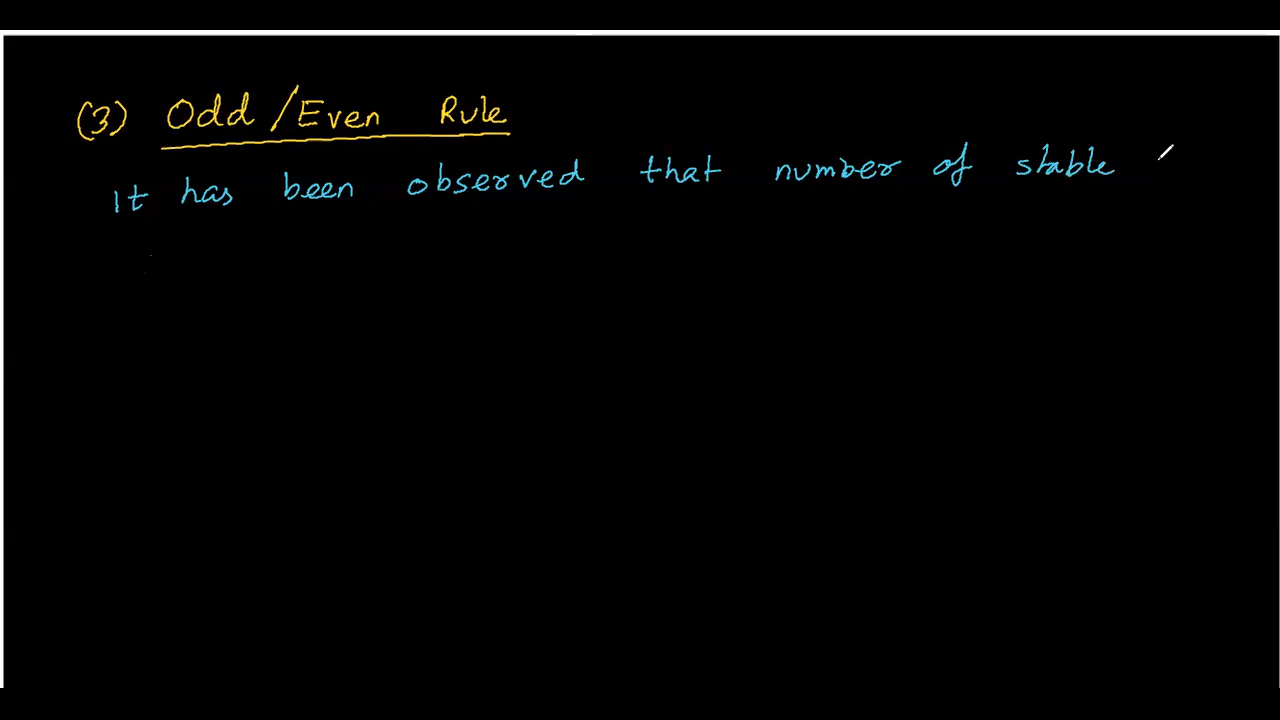 (3) Odd/Even Rule
It has been observed that number of stable